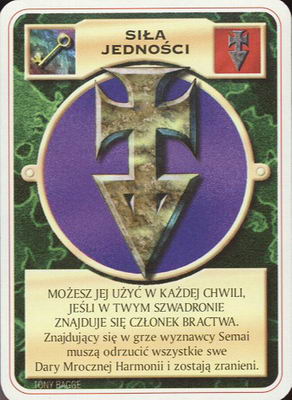 SIŁA
JEDNOŚCI
MOŻESZ JEJ UŻYĆ W KAŻDEJ CHWILI,
JEŚLI W TWYM SZWADRONIE
ZNAJDUJE SIĘ CZŁONEK BRACTWA.
Znajdujący się w grze wyznawcy Semai
muszą odrzucić wszystkie swe
Dary Mrocznej Harmonii i zostają zranieni.
TONY BAGGE